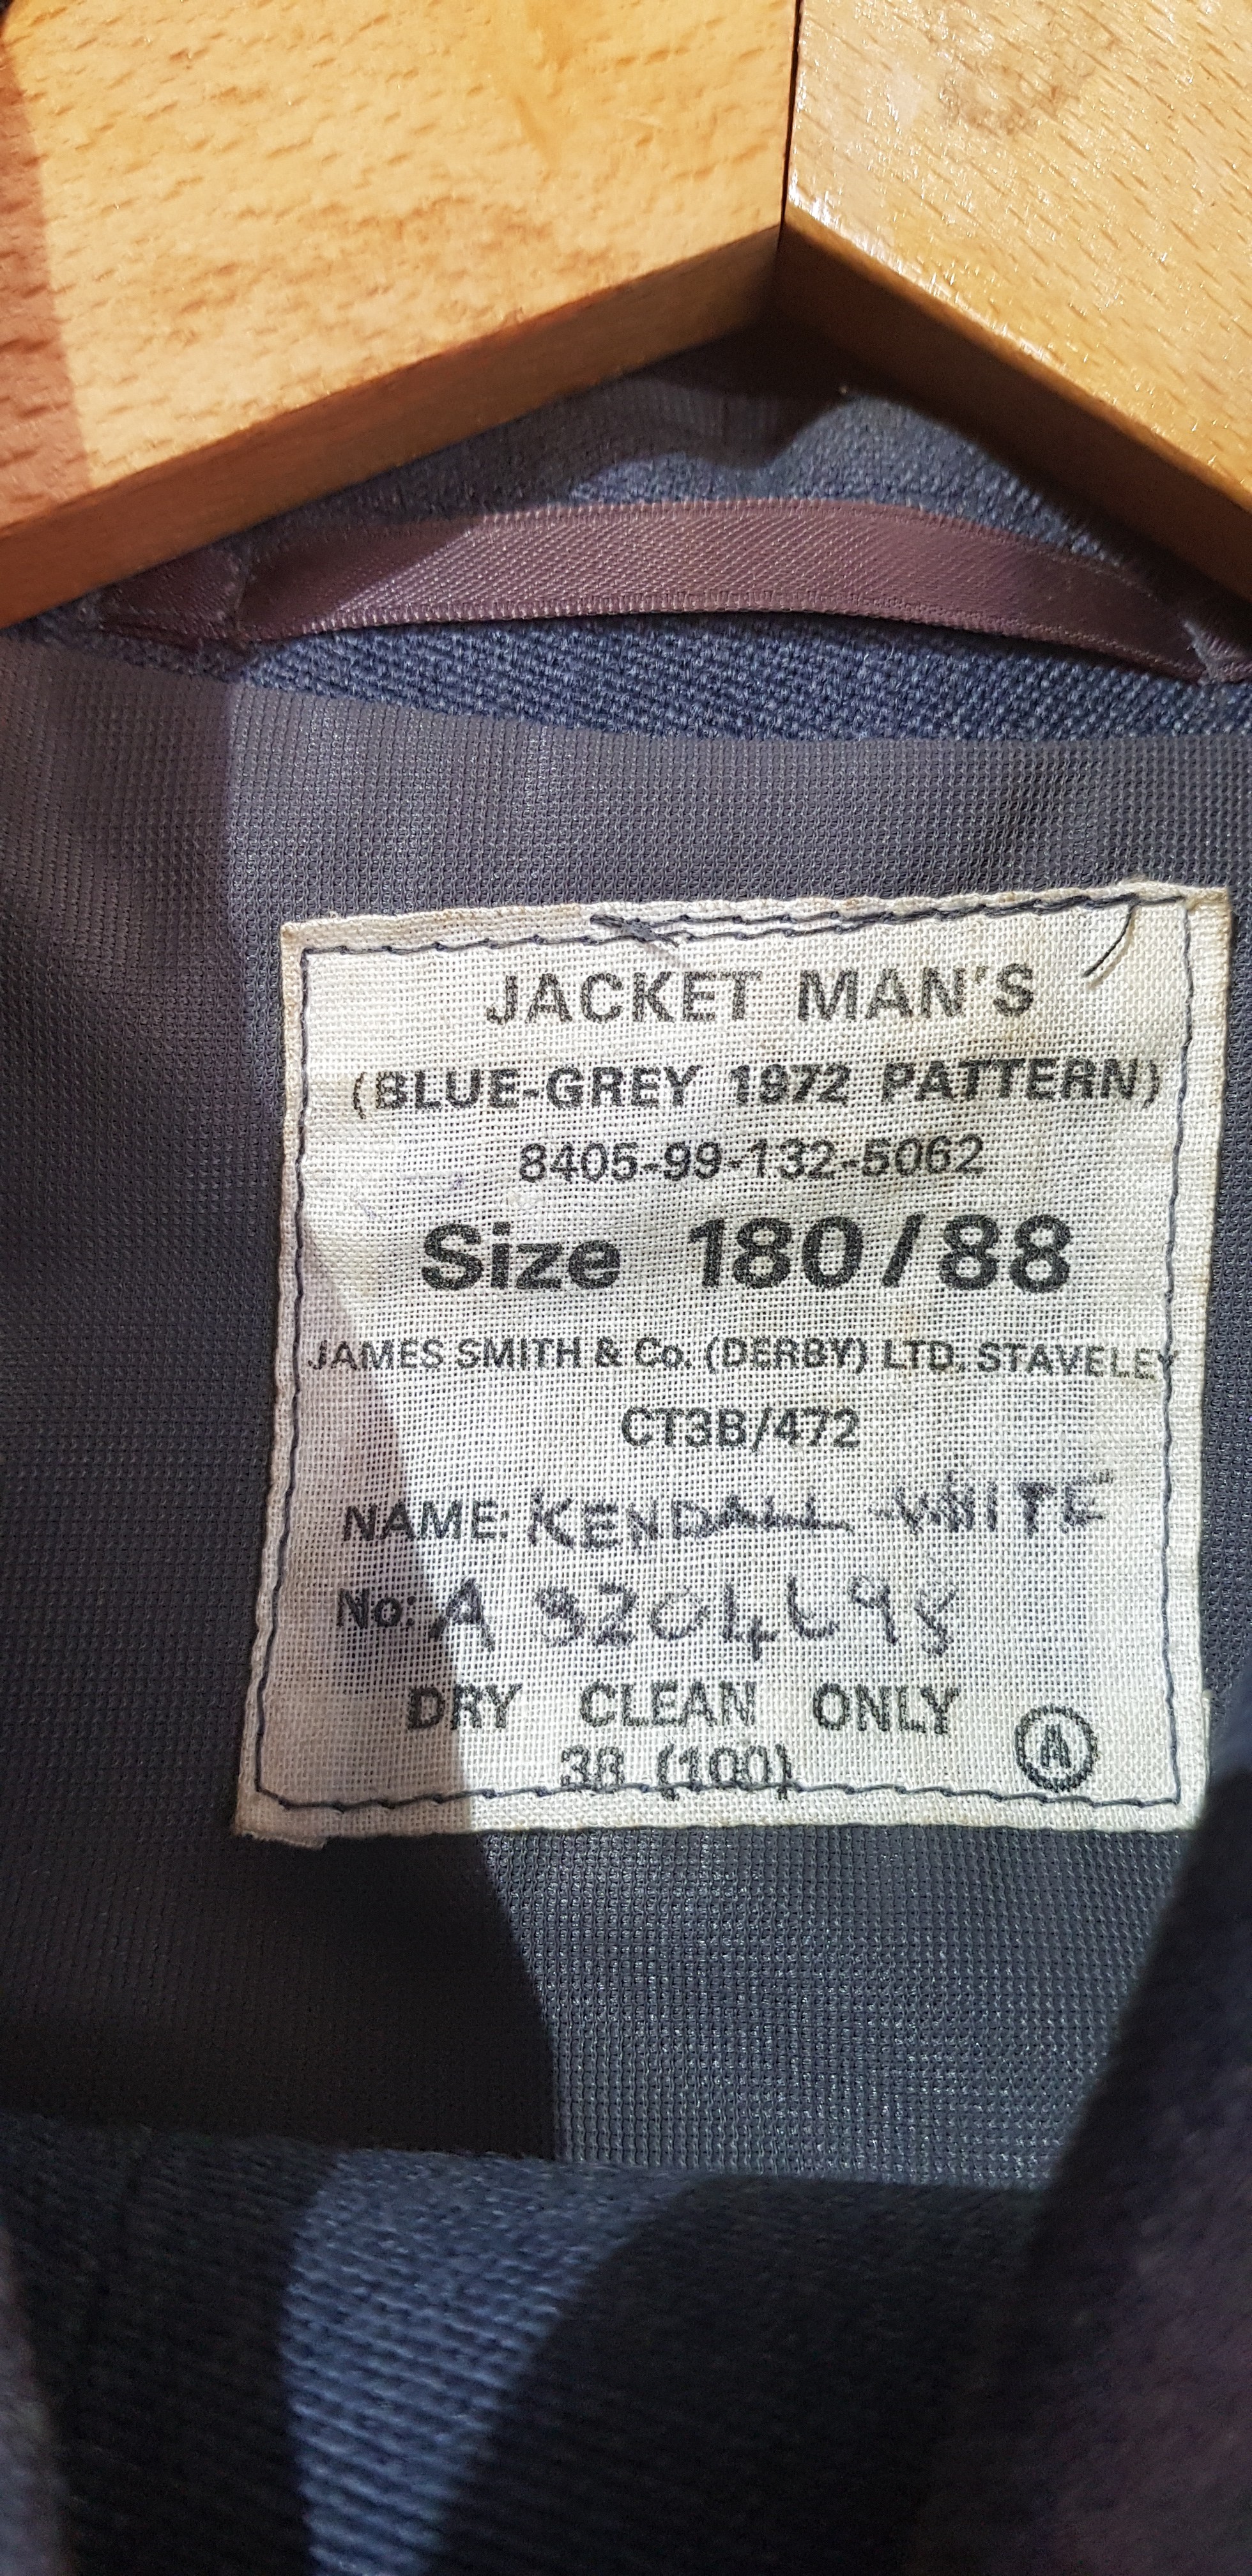 JACKET MAN'S
(BLUE-GREY 1972 PATTERN)
8405-99-132-5062
Size 180/88
JAMES SMITH & Co. (DERBY) LTD. STAVELEY
CT3B/472
NAME: KENDALL-WHITE
No: A
DRY CLEAN ONLY
38 (100) A